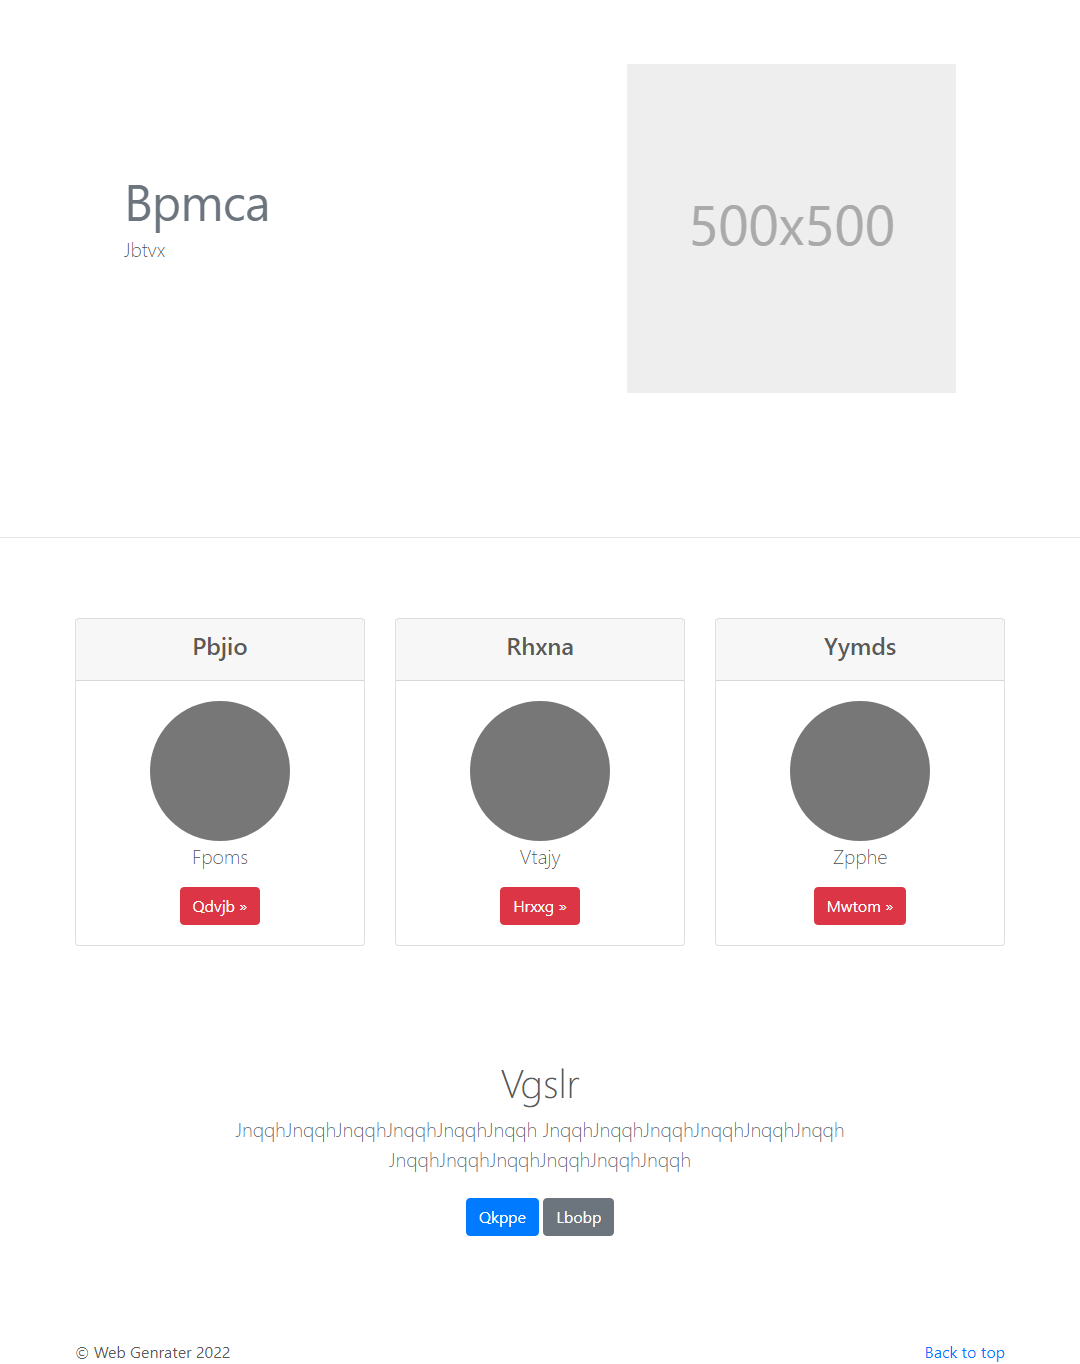 Bpmca
Jbtvx
500x500
Pbjio
Rhxna
Yymds
Fpoms
Vtajy
Zpphe
Qdvjb »
Hrxxg »
Mwtom »
Vgslr
JnqqhJnqqhJnqqhJnqqhJnqqhJnqqh JnqqhJnqqhJnqqhJnqqhJnqqhJnqqh
JnqqhJnqqhJnqqhJnqqhJnqqhJnqqh
Qkppe
Lbobp
© Web Genrater 2022
Back to top